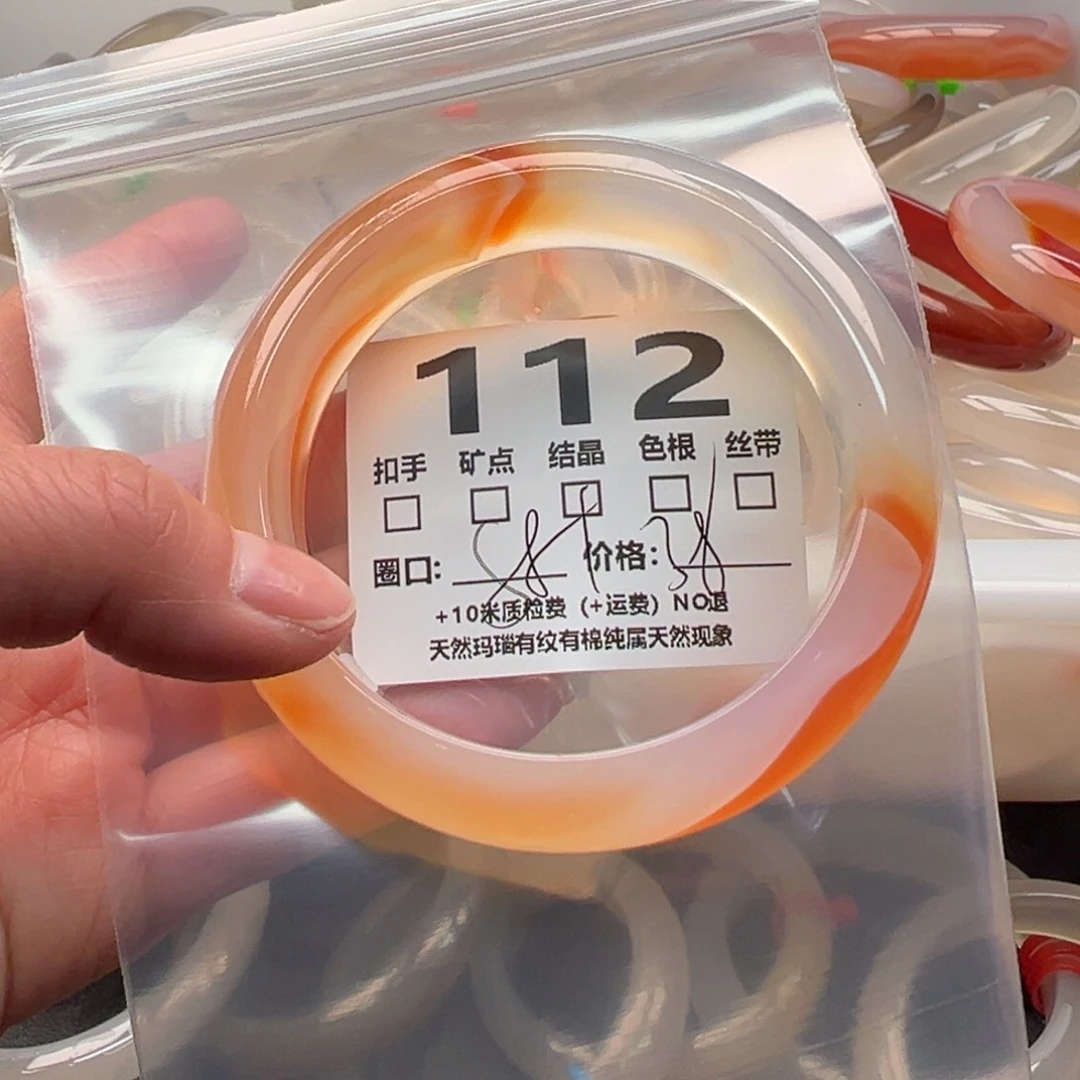 112
扣手 矿点 结晶 色根 丝带
圈口: 价格:
+10米质检费（+运费）NO退
天然玛瑙有纹有棉纯属天然现象